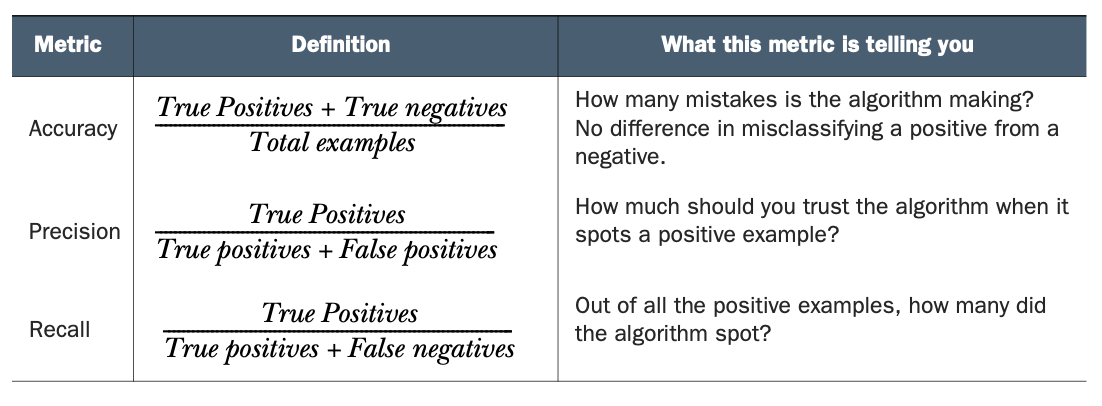 Metric
Definition
What this metric is telling you
Accuracy
True Positives + True negatives
Total examples
How many mistakes is the algorithm making?
No difference in misclassifying a positive from a
negative.
Precision
True Positives
True positives + False positives
How much should you trust the algorithm when it
spots a positive example?
Recall
True Positives
True positives + False negatives
Out of all the positive examples, how many did
the algorithm spot?